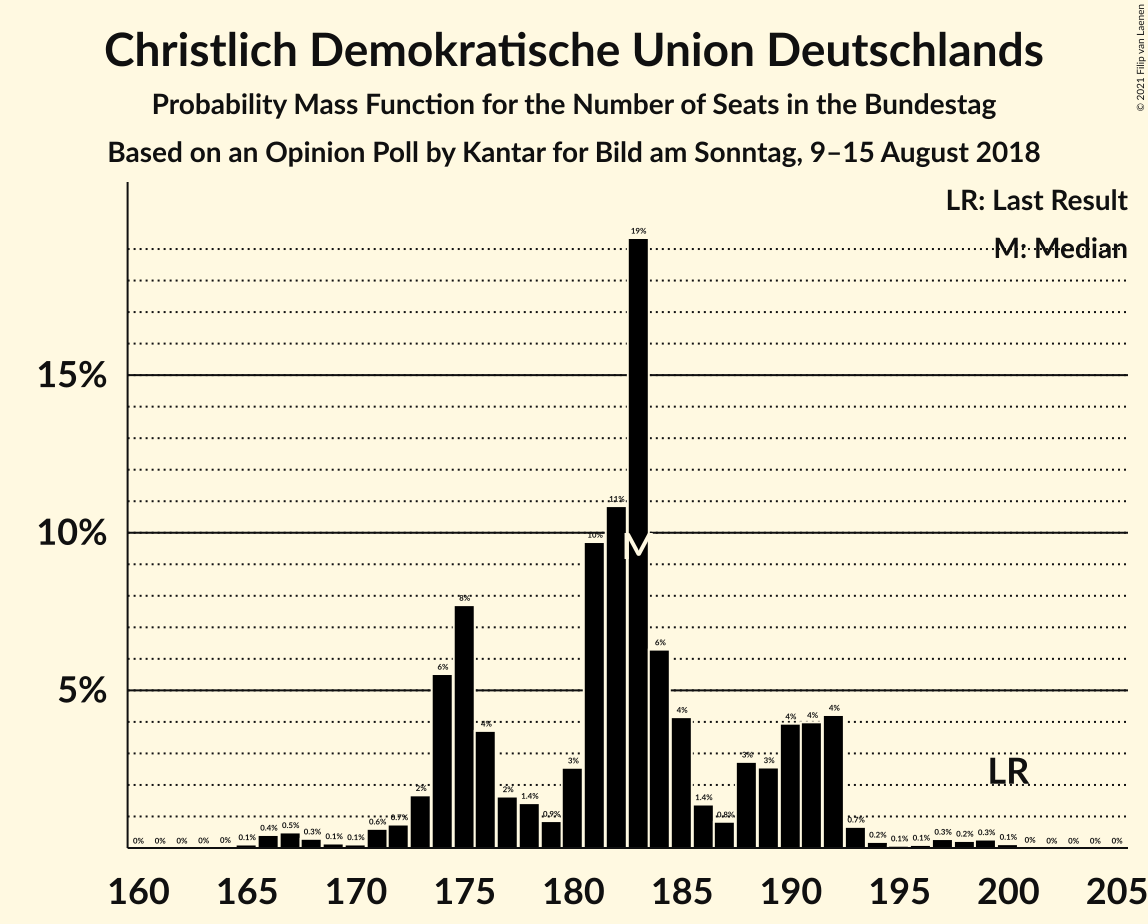 Christlich Demokratische Union Deutschlands
Probability Mass Function for the Number of Seats in the Bundestag
Based on an Opinion Poll by Kantar for Bild am Sonntag, 9–15 August 2018
© 2021 Filip van Laenen
LR: Last Result
M: Median
15%
10%
5%
0% 0% 0% 0% 0% 0.1% 0.4% 0.5% 0.3% 0.1% 0.1% 0.6% 0.7% 2% 6% 8% 4% 2% 1.4% 0.9% 3% 10% 11% 19% 6% 4% 1.4% 0.8% 3% 3% 4% 4% 4% 0.7% 0.2% 0.1% 0.1% 0.3% 0.2% 0.3% 0.1% 0% 0% 0% 0% 0%
M
LR
160 165 170 175 180 185 190 195 200 205